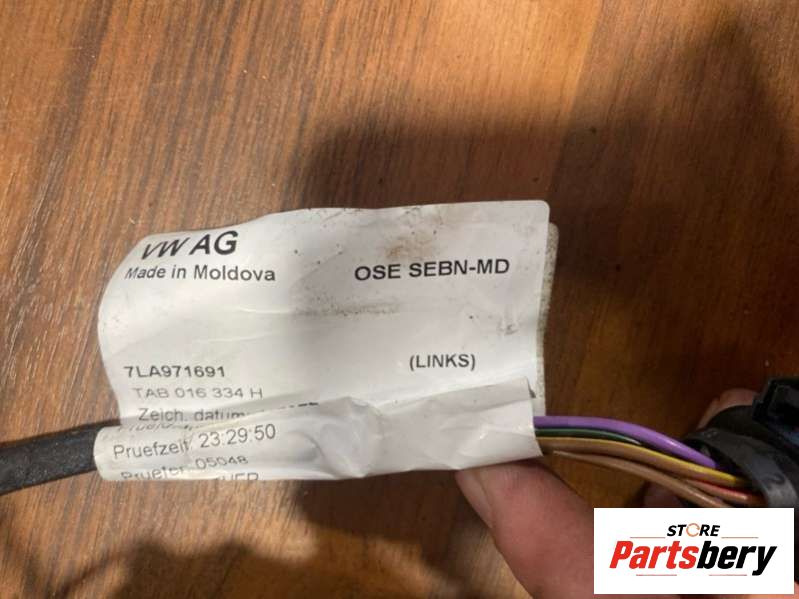 VW AG
Made in Moldova
OSE SEBN-MD
7LA971691
(LINKS)
TAB 016 334 H
Zeich. datum
Pruefzeit 23:29:50
Pruefer 05048
STORE
Partsbery